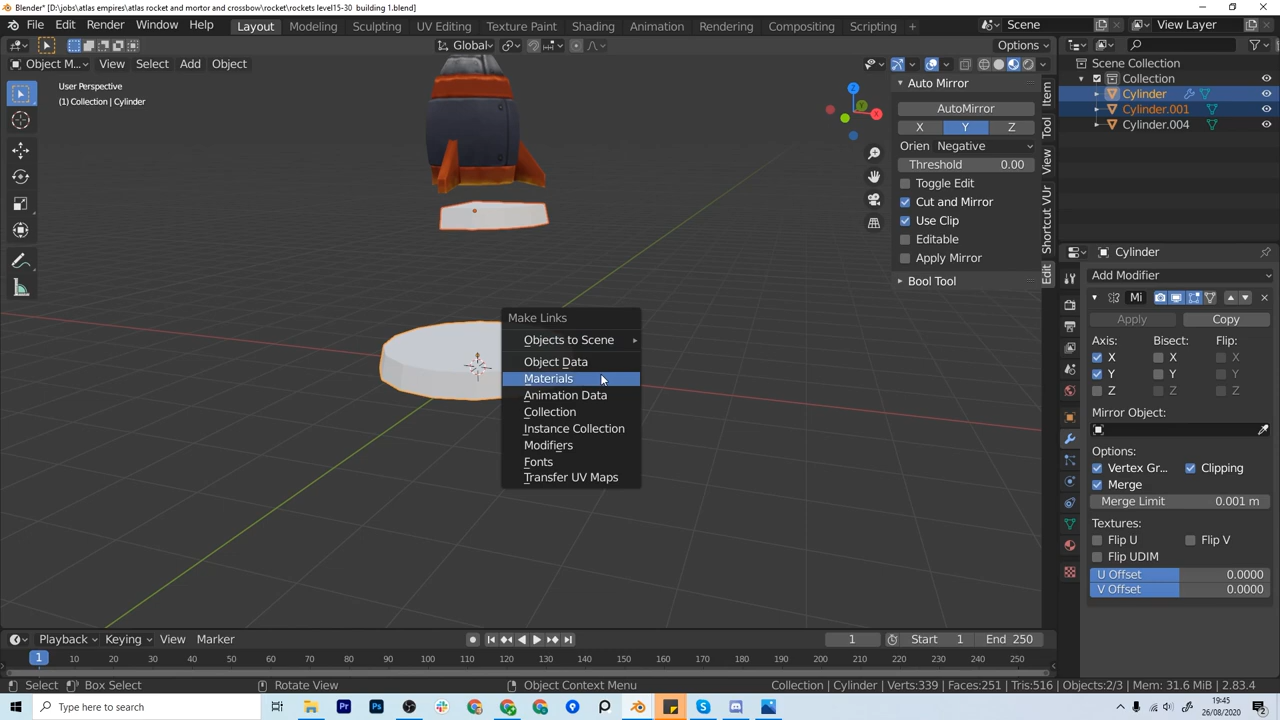 Blender* [D:\jobs\atlas empires\atlas rocket and mortor and crossbow\rocket\rockets level15-30 building 1.blend]
File Edit Render Window Help Layout Modeling Sculpting UV Editing Texture Paint Shading Animation Rendering Compositing Scripting Scene View Layer
Global Options
Object M... View Select Add Object
User Perspective
(1) Collection | Cylinder
Auto Mirror
AutoMirror
X Y Z
Orien Negative
Threshold 0.00
Toggle Edit
Cut and Mirror
Use Clip
Editable
Apply Mirror
Bool Tool
Item
Tool
View
Shortcut VUr
Edit
Z
Y
X
Make Links
Objects to Scene
Object Data
Materials
Animation Data
Collection
Instance Collection
Modifiers
Fonts
Transfer UV Maps
Scene Collection
Collection
Cylinder
Cylinder.001
Cylinder.004
Cylinder
Add Modifier
Mi
Apply Copy
Axis: Bisect: Flip:
X X X
Y Y Y
Z Z Z
Mirror Object:
Options:
Vertex Gr... Clipping
Merge
Merge Limit 0.001 m
Textures:
Flip U Flip V
Flip UDIM
U Offset 0.0000
V Offset 0.0000
Playback Keying View Marker 1 Start 1 End 250
1 10 20 30 40 50 60 70 80 90 100 110 120 130 140 150 160 170 180 190 200 210 220 230 240 250
Select Box Select Rotate View Object Context Menu Collection | Cylinder | Verts:339 | Faces:251 | Tris:516 | Objects:2/3 | Mem: 31.6 MiB | 2.83.4
Type here to search
19:45
26/08/2020